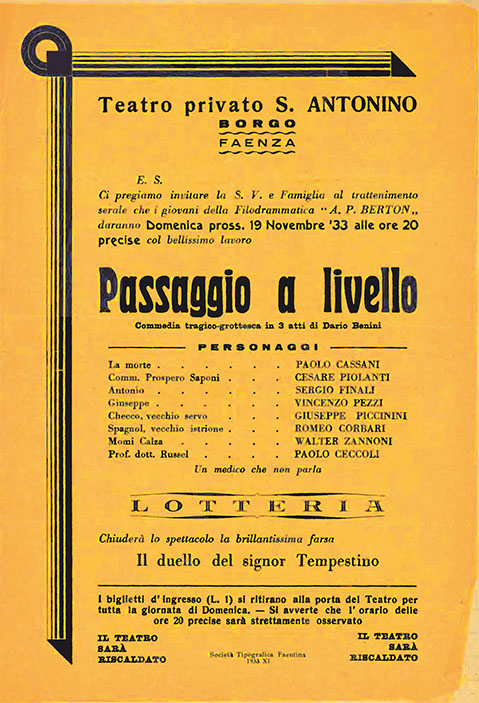 Teatro privato S. ANTONINO
BORGO
FAENZA
E. S.
Ci pregiamo invitare la S. V. e Famiglia al trattenimento
serale che i giovani della Filodrammatica "A. P. BERTON„
daranno Domenica pross. 19 Novembre '33 alle ore 20
precise col bellissimo lavoro
Passaggio a livello
Commedia tragico-grottesca in 3 atti di Dario Benini
PERSONAGGI
La morte . . . . . . PAOLO CASSANI
Comm. Prospero Saponi . . . CESARE PIOLANTI
Antonio . . . . . . SERGIO FINALI
Giuseppe . . . . . . VINCENZO PEZZI
Checco, vecchio servo . . . . GIUSEPPE PICCININI
Spagnol, vecchio istrione . . . ROMEO CORBARI
Momi Calza . . . . . WALTER ZANNONI
Prof. dott. Russel . . . . PAOLO CECCOLI
Un medico che non parla
LOTTERIA
Chiuderà lo spettacolo la brillantissima farsa
Il duello del signor Tempestino
I biglietti d'ingresso (L. 1) si ritirano alla porta del Teatro per
tutta la giornata di Domenica. — Si avverte che l'orario delle
ore 20 precise sarà strettamente osservato
IL TEATRO
SARÀ
RISCALDATO
Società Tipografica Faentina
1933 XI
IL TEATRO
SARÀ
RISCALDATO